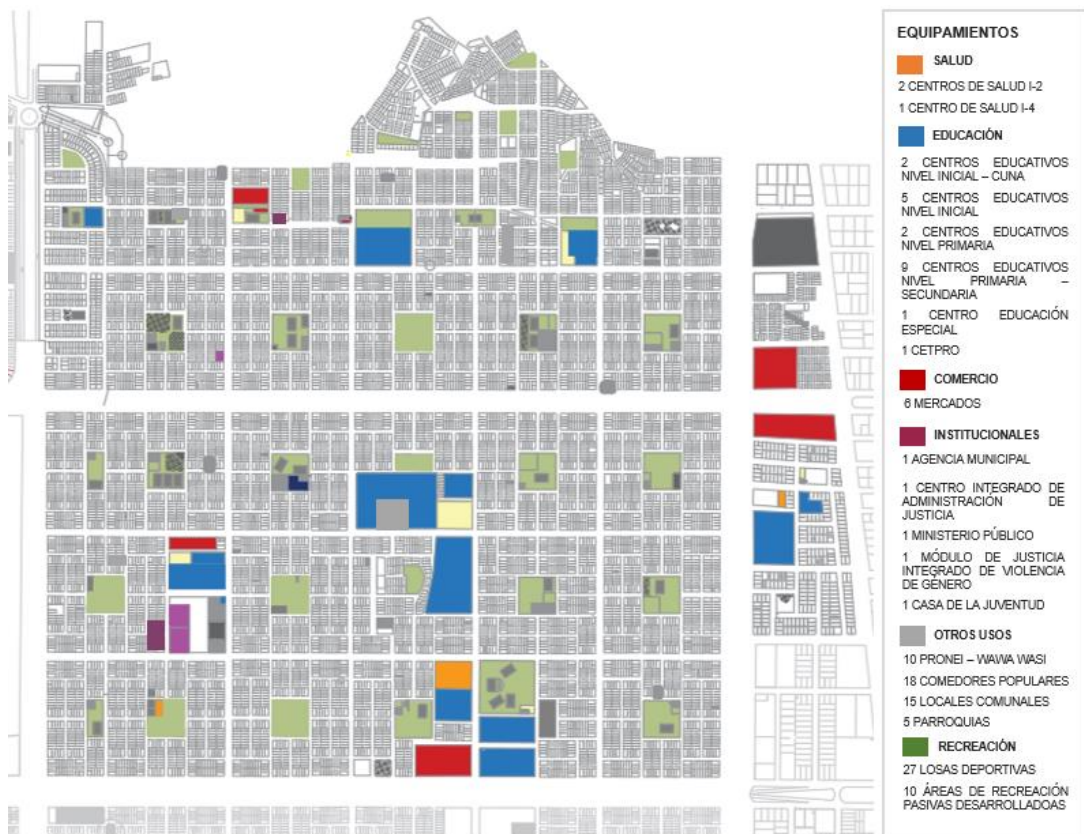 EQUIPAMIENTOS
SALUD
2 CENTROS DE SALUD I-2
1 CENTRO DE SALUD I-4
EDUCACIÓN
2 CENTROS EDUCATIVOS
NIVEL INICIAL – CUNA
5 CENTROS EDUCATIVOS
NIVEL INICIAL
2 CENTROS EDUCATIVOS
NIVEL PRIMARIA
9 CENTROS EDUCATIVOS
NIVEL PRIMARIA –
SECUNDARIA
1 CENTRO EDUCACIÓN
ESPECIAL
1 CETPRO
COMERCIO
6 MERCADOS
INSTITUCIONALES
1 AGENCIA MUNICIPAL
1 CENTRO INTEGRADO DE
ADMINISTRACIÓN DE
JUSTICIA
1 MINISTERIO PÚBLICO
1 MÓDULO DE JUSTICIA
INTEGRADO DE VIOLENCIA
DE GÉNERO
1 CASA DE LA JUVENTUD
OTROS USOS
10 PRONEI – WAWA WASI
18 COMEDORES POPULARES
15 LOCALES COMUNALES
5 PARROQUIAS
RECREACIÓN
27 LOSAS DEPORTIVAS
10 ÁREAS DE RECREACIÓN
PASIVAS DESARROLLADOAS